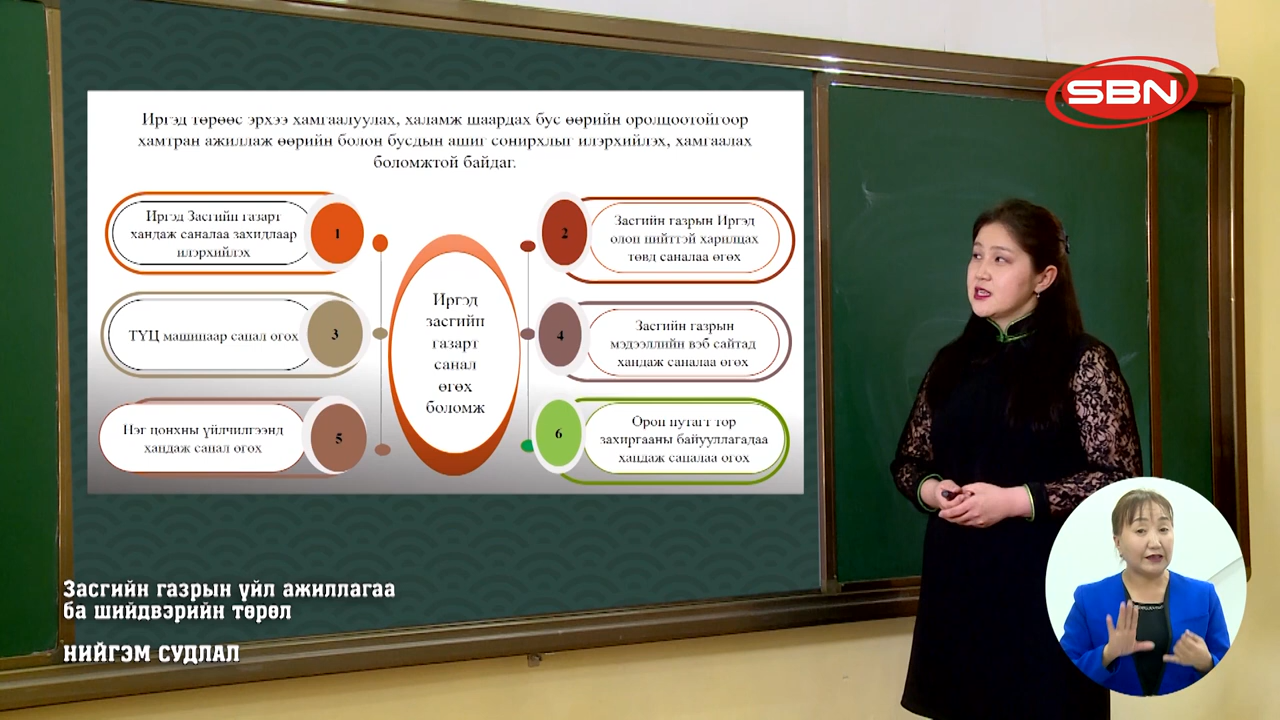 SBN
Иргэд төрөөс эрхээ хамгаалуулах, халамж шаардах бус өөрийн оролцоотойгоор
хамтран ажиллаж өөрийн болон бусдын ашиг сонирхлыг илэрхийлэх, хамгаалах
боломжтой байдаг.
Иргэд Засгийн газарт
хандаж саналаа захидлаар
илэрхийлэх
1
2
Засгийн газрын Иргэд
олон нийттэй харилцах
төвд саналаа өгөх
ТҮЦ машинаар санал өгөх
3
4
Засгийн газрын
мэдээллийн вэб сайтад
хандаж саналаа өгөх
Нэг цонхны үйлчилгээнд
хандаж санал өгөх
5
6
Орон нутагт төр
захиргааны байгууллагадаа
хандаж саналаа өгөх
Иргэд
засгийн
газарт
санал
өгөх
боломж
Засгийн газрын үйл ажиллагаа
ба шийдвэрийн төрөл
НИЙГЭМ СУДЛАЛ